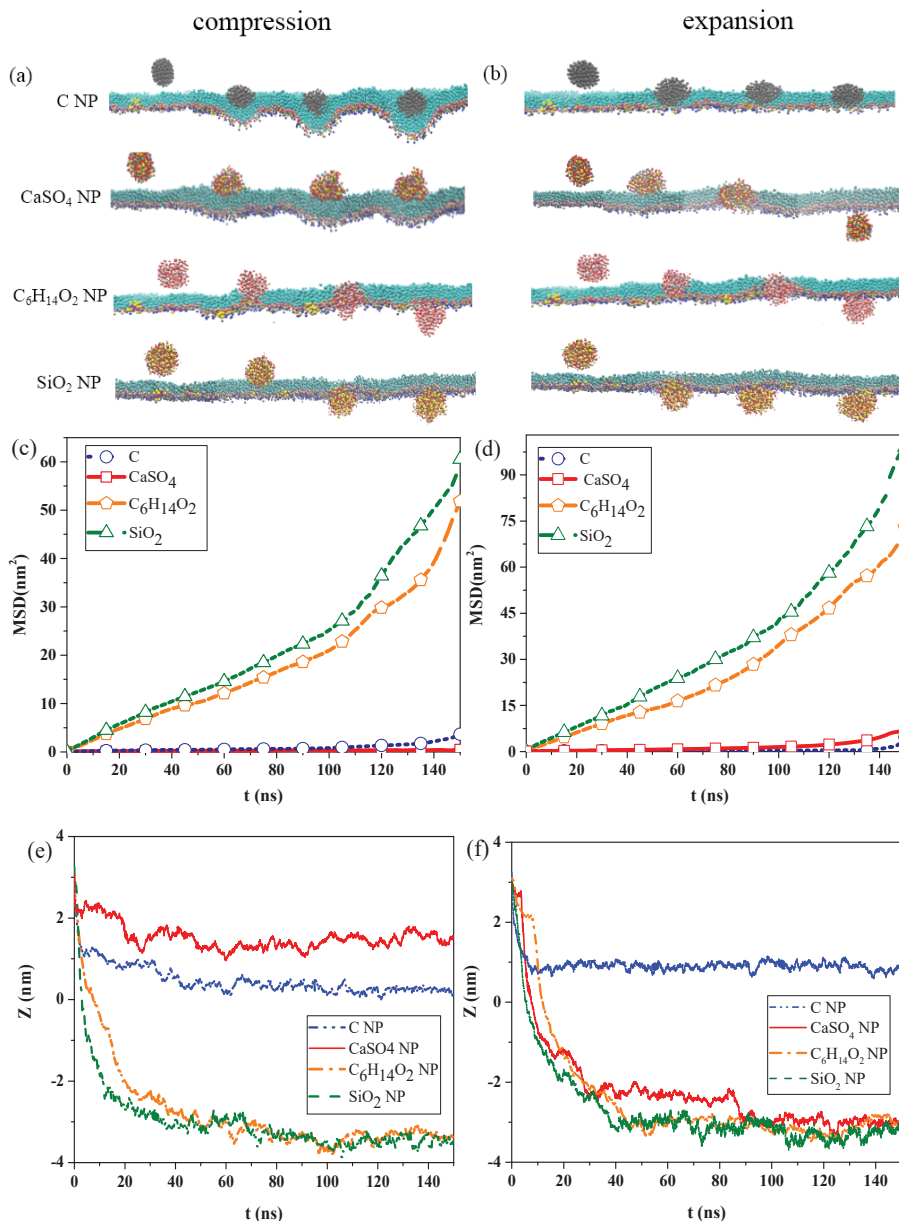 compression
expansion
(a)
(b)
C NP
CaSO₄ NP
C₆H₁₄O₂ NP
SiO₂ NP
(c)
C
CaSO₄
C₆H₁₄O₂
SiO₂
60
50
40
30
20
10
0
MSD(nm²)
0 20 40 60 80 100 120 140
t (ns)
(d)
C
CaSO₄
C₆H₁₄O₂
SiO₂
90
75
60
45
30
15
0
MSD(nm²)
0 20 40 60 80 100 120 140
t (ns)
(e)
4
2
0
-2
-4
Z (nm)
C NP
CaSO4 NP
C₆H₁₄O₂ NP
SiO₂ NP
0 20 40 60 80 100 120 140
t (ns)
(f)
4
2
0
-2
-4
Z (nm)
C NP
CaSO₄ NP
C₆H₁₄O₂ NP
SiO₂ NP
0 20 40 60 80 100 120 140
t (ns)